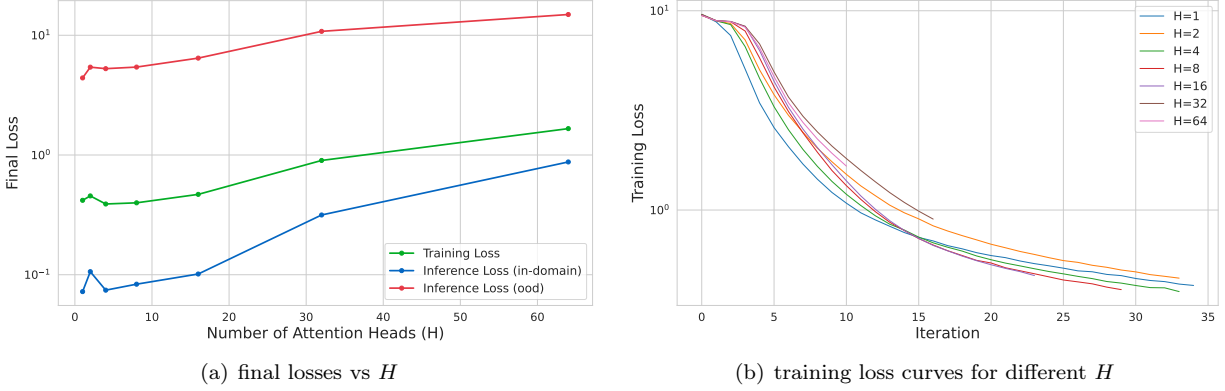 10¹
10⁰
10⁻¹
Final Loss
0 10 20 30 40 50 60
Number of Attention Heads (H)
Training Loss
Inference Loss (in-domain)
Inference Loss (ood)
(a) final losses vs H
10¹
10⁰
Training Loss
0 5 10 15 20 25 30 35
Iteration
H=1
H=2
H=4
H=8
H=16
H=32
H=64
(b) training loss curves for different H